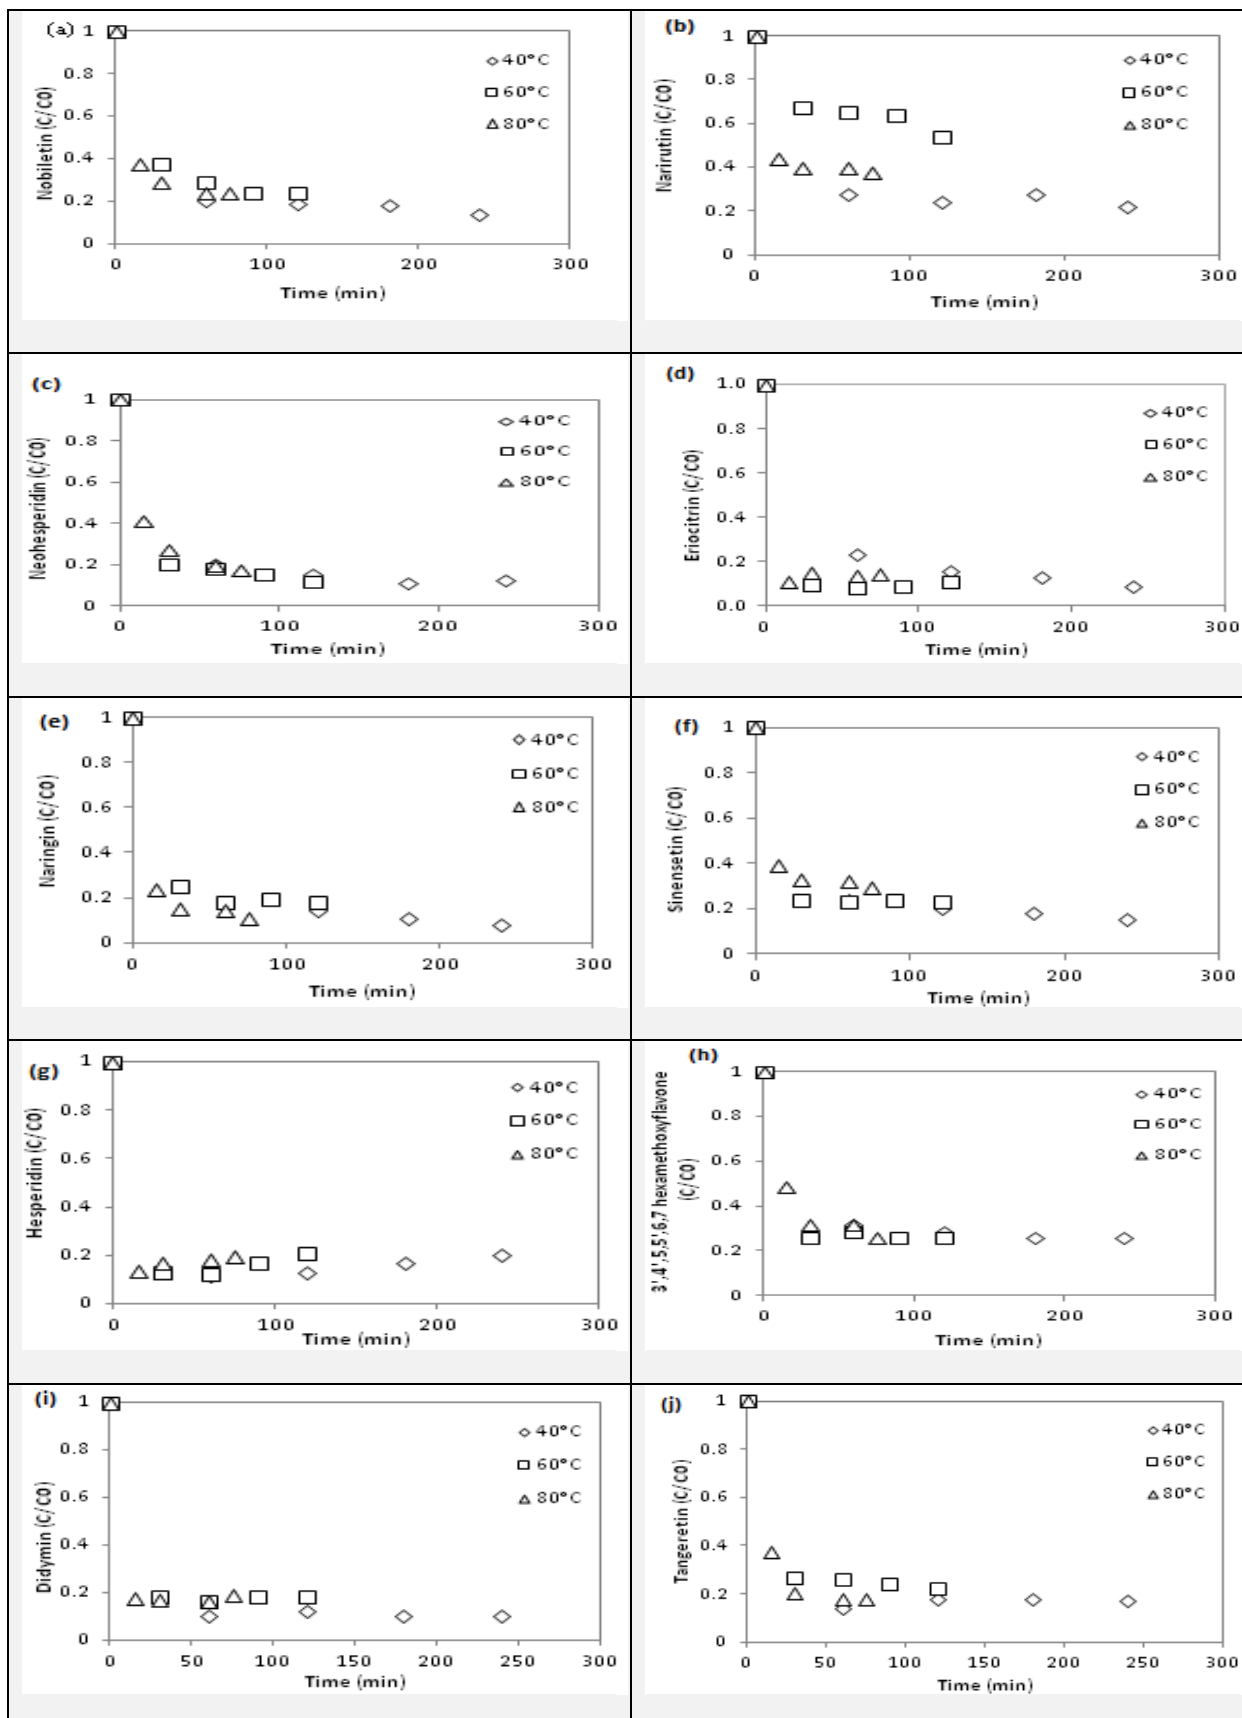 (a)
Nobiletin (C/C0)
1
0.8
0.6
0.4
0.2
0
0 100 200 300
Time (min)
40°C
60°C
80°C
(b)
Narirutin (C/C0)
1
0.8
0.6
0.4
0.2
0
0 100 200 300
Time (min)
40°C
60°C
80°C
(c)
Neohesperidin (C/C0)
1
0.8
0.6
0.4
0.2
0
0 100 200 300
Time (min)
40°C
60°C
80°C
(d)
Eriocitrin (C/C0)
1.0
0.8
0.6
0.4
0.2
0.0
0 100 200 300
Time (min)
40°C
60°C
80°C
(e)
Naringin (C/C0)
1
0.8
0.6
0.4
0.2
0
0 100 200 300
Time (min)
40°C
60°C
80°C
(f)
Sinensetin (C/C0)
1
0.8
0.6
0.4
0.2
0
0 100 200 300
Time (min)
40°C
60°C
80°C
(g)
Hesperidin (C/C0)
1
0.8
0.6
0.4
0.2
0
0 100 200 300
Time (min)
40°C
60°C
80°C
(h)
3',4',5,5',6,7 hexamethoxyflavone
(C/C0)
1
0.8
0.6
0.4
0.2
0
0 100 200 300
Time (min)
40°C
60°C
80°C
(i)
Didymin (C/C0)
1
0.8
0.6
0.4
0.2
0
0 50 100 150 200 250 300
Time (min)
40°C
60°C
80°C
(j)
Tangeretin (C/C0)
1
0.8
0.6
0.4
0.2
0
0 50 100 150 200 250 300
Time (min)
40°C
60°C
80°C